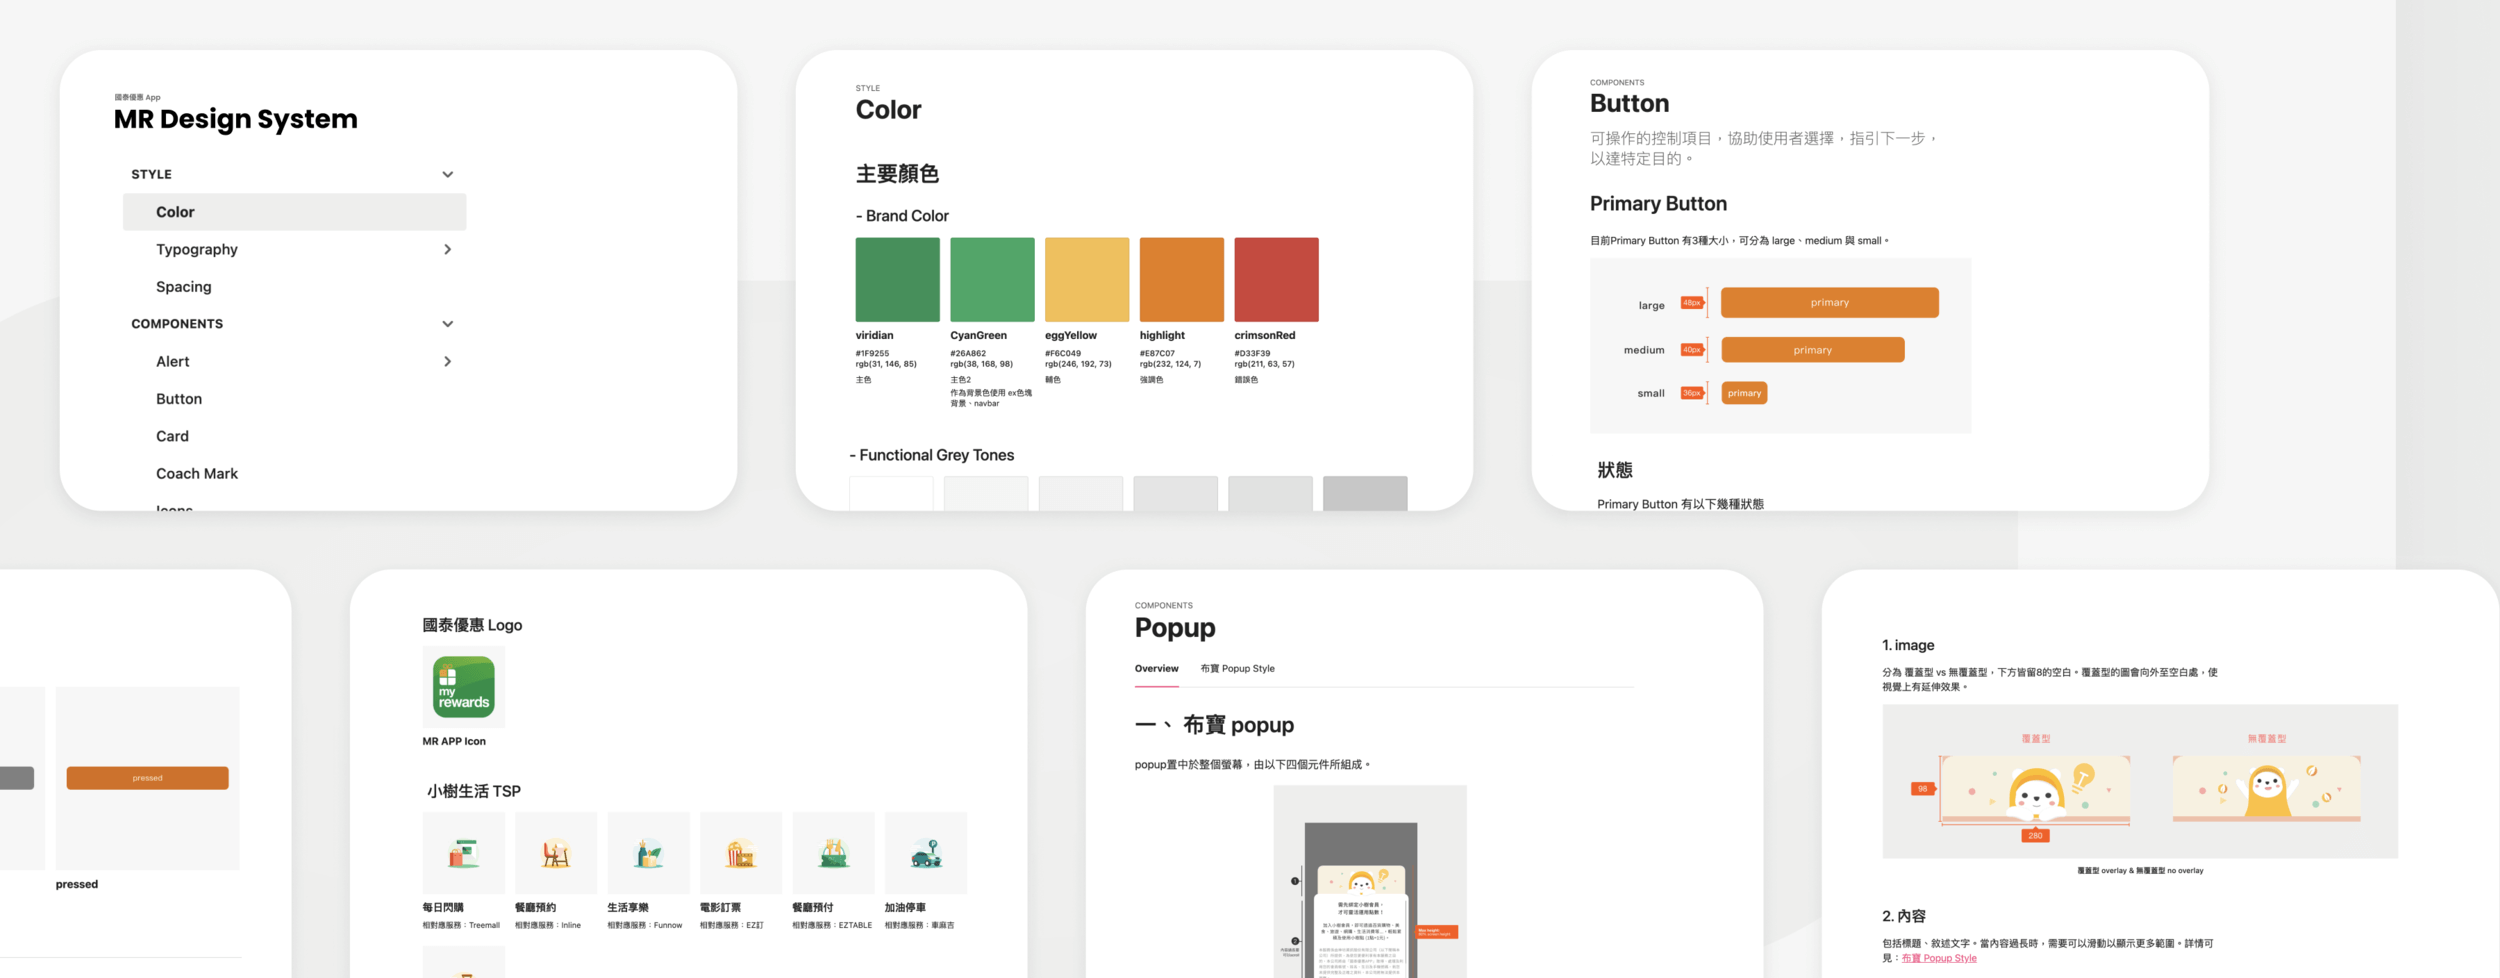 國泰優惠 App
MR Design System
STYLE
Color
Typography
Spacing
COMPONENTS
Alert
Button
Card
Coach Mark
Icons
STYLE
Color
主要顏色
- Brand Color
viridian
#1F9255
rgb(31, 146, 85)
主色
CyanGreen
#26A862
rgb(38, 168, 98)
主色2
作為背景色使用 ex色塊
背景、navbar
eggYellow
#F6C049
rgb(246, 192, 73)
輔色
highlight
#E87C07
rgb(232, 124, 7)
強調色
crimsonRed
#D33F39
rgb(211, 63, 57)
錯誤色
- Functional Grey Tones
COMPONENTS
Button
可操作的控制項目，協助使用者選擇，指引下一步，
以達特定目的。
Primary Button
目前Primary Button 有3種大小，可分為 large、medium 與 small。
large
48px
primary
medium
40px
primary
small
36px
primary
狀態
Primary Button 有以下幾種狀態
pressed
pressed
國泰優惠 Logo
my
rewards
MR APP Icon
小樹生活 TSP
每日閃購
相對應服務：Treemall
餐廳預約
相對應服務：Inline
生活享樂
相對應服務：Funnow
電影訂票
相對應服務：EZ訂
餐廳預付
相對應服務：EZTABLE
加油停車
相對應服務：車麻吉
COMPONENTS
Popup
Overview
布寶 Popup Style
一、 布寶 popup
popup置中於整個螢幕，由以下四個元件所組成。
1
2
需先綁定小樹會員，
才可靈活運用點數！
1. image
分為 覆蓋型 vs 無覆蓋型，下方皆留8的空白。覆蓋型的圖會向外至空白處，使
視覺上有延伸效果。
覆蓋型
無覆蓋型
98
280
覆蓋型 overlay & 無覆蓋型 no overlay
2. 內容
包括標題、敘述文字。當內容過長時，需要可以滑動以顯示更多範圍。詳情可
見：布寶 Popup Style